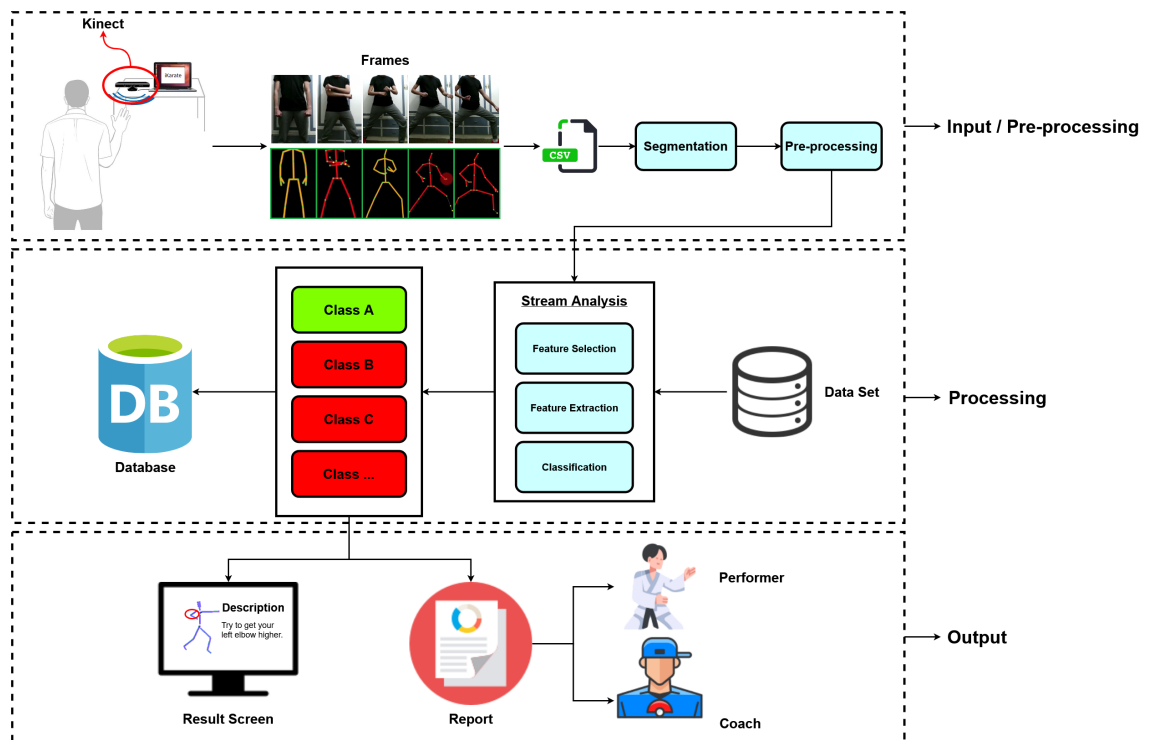 Kinect
iKarate
Frames
CSV
Segmentation
Pre-processing
Input / Pre-processing
Class A
Class B
Class C
Class ...
Stream Analysis
Feature Selection
Feature Extraction
Classification
DB
Database
Data Set
Processing
Description
Try to get your
left elbow higher.
Result Screen
Report
Performer
Coach
Output